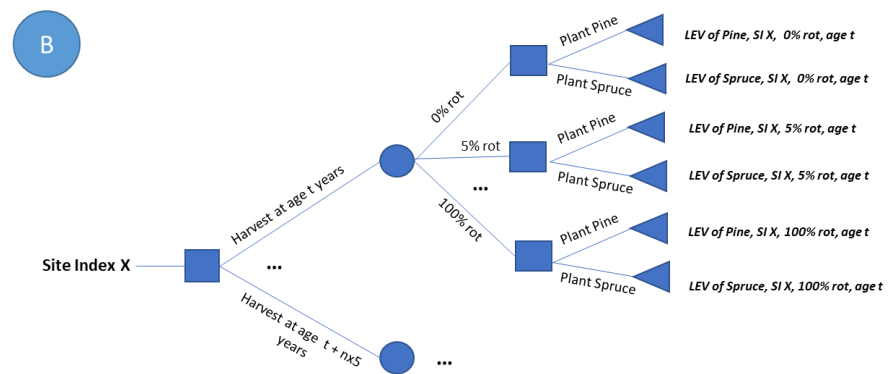 B
Plant Pine
LEV of Pine, SI X, 0% rot, age t
0% rot
Plant Spruce
LEV of Spruce, SI X, 0% rot, age t
Plant Pine
LEV of Pine, SI X, 5% rot, age t
5% rot
Plant Spruce
LEV of Spruce, SI X, 5% rot, age t
...
Harvest at age t years
100% rot
Plant Pine
LEV of Pine, SI X, 100% rot, age t
Plant Spruce
LEV of Spruce, SI X, 100% rot, age t
Site Index X
...
Harvest at age t + nx5
years
...